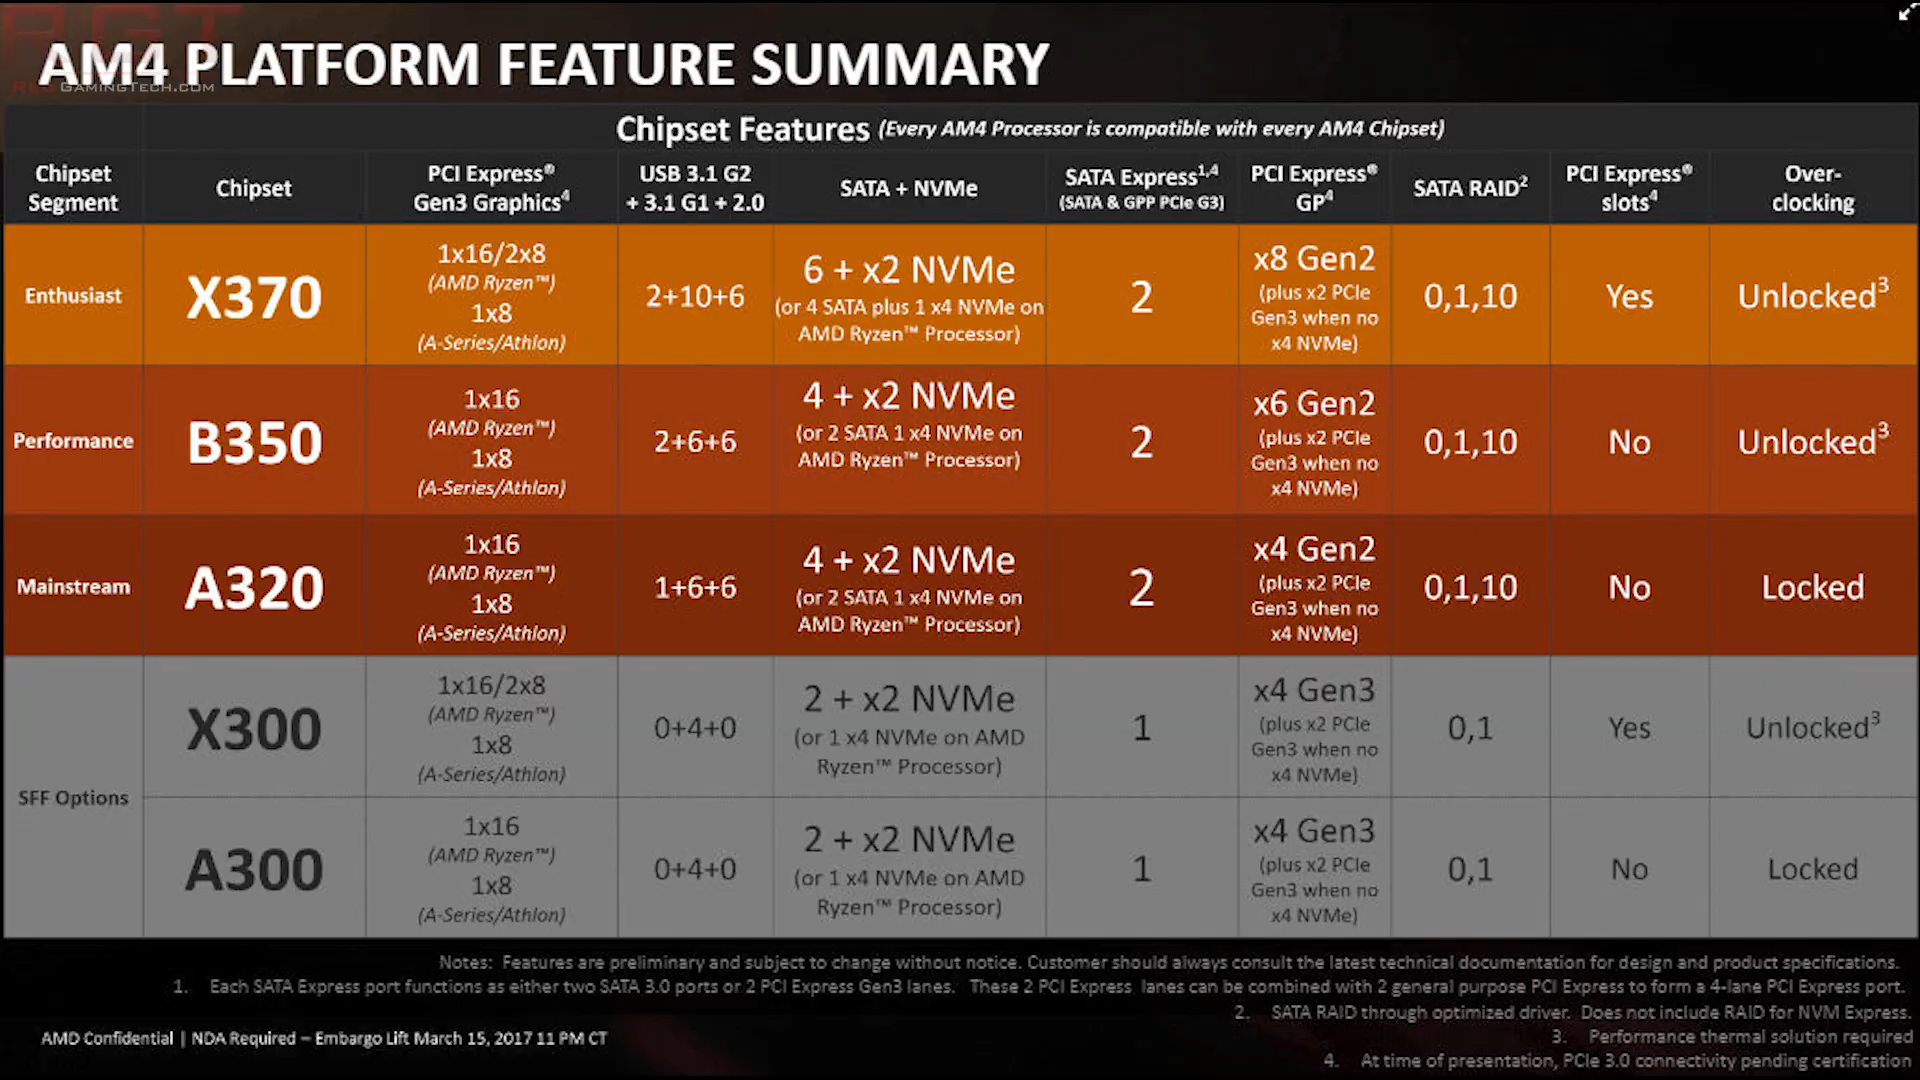 AM4 PLATFORM FEATURE SUMMARY
GAMINGTECH.COM
Chipset Features (Every AM4 Processor is compatible with every AM4 Chipset)
Chipset Segment
Chipset
PCI Express® Gen3 Graphics4
USB 3.1 G2 + 3.1 G1 + 2.0
SATA + NVMe
SATA Express1,4 (SATA & GPP PCIe G3)
PCI Express® GP4
SATA RAID2
PCI Express® slots4
Over-clocking
Enthusiast
X370
1x16/2x8
(AMD Ryzen™)
1x8
(A-Series/Athlon)
2+10+6
6 + x2 NVMe
(or 4 SATA plus 1 x4 NVMe on
AMD Ryzen™ Processor)
2
x8 Gen2
(plus x2 PCIe
Gen3 when no
x4 NVMe)
0,1,10
Yes
Unlocked3
Performance
B350
1x16
(AMD Ryzen™)
1x8
(A-Series/Athlon)
2+6+6
4 + x2 NVMe
(or 2 SATA 1 x4 NVMe on
AMD Ryzen™ Processor)
2
x6 Gen2
(plus x2 PCIe
Gen3 when no
x4 NVMe)
0,1,10
No
Unlocked3
Mainstream
A320
1x16
(AMD Ryzen™)
1x8
(A-Series/Athlon)
1+6+6
4 + x2 NVMe
(or 2 SATA 1 x4 NVMe on
AMD Ryzen™ Processor)
2
x4 Gen2
(plus x2 PCIe
Gen3 when no
x4 NVMe)
0,1,10
No
Locked
SFF Options
X300
1x16/2x8
(AMD Ryzen™)
1x8
(A-Series/Athlon)
0+4+0
2 + x2 NVMe
(or 1 x4 NVMe on AMD
Ryzen™ Processor)
1
x4 Gen3
(plus x2 PCIe
Gen3 when no
x4 NVMe)
0,1
Yes
Unlocked3
A300
1x16
(AMD Ryzen™)
1x8
(A-Series/Athlon)
0+4+0
2 + x2 NVMe
(or 1 x4 NVMe on AMD
Ryzen™ Processor)
1
x4 Gen3
(plus x2 PCIe
Gen3 when no
x4 NVMe)
0,1
No
Locked
Notes: Features are preliminary and subject to change without notice. Customer should always consult the latest technical documentation for design and product specifications.
1. Each SATA Express port functions as either two SATA 3.0 ports or 2 PCI Express Gen3 lanes. These 2 PCI Express lanes can be combined with 2 general purpose PCI Express to form a 4-lane PCI Express port.
2. SATA RAID through optimized driver. Does not include RAID for NVM Express.
3. Performance thermal solution required
4. At time of presentation, PCIe 3.0 connectivity pending certification
AMD Confidential | NDA Required – Embargo Lift March 15, 2017 11 PM CT